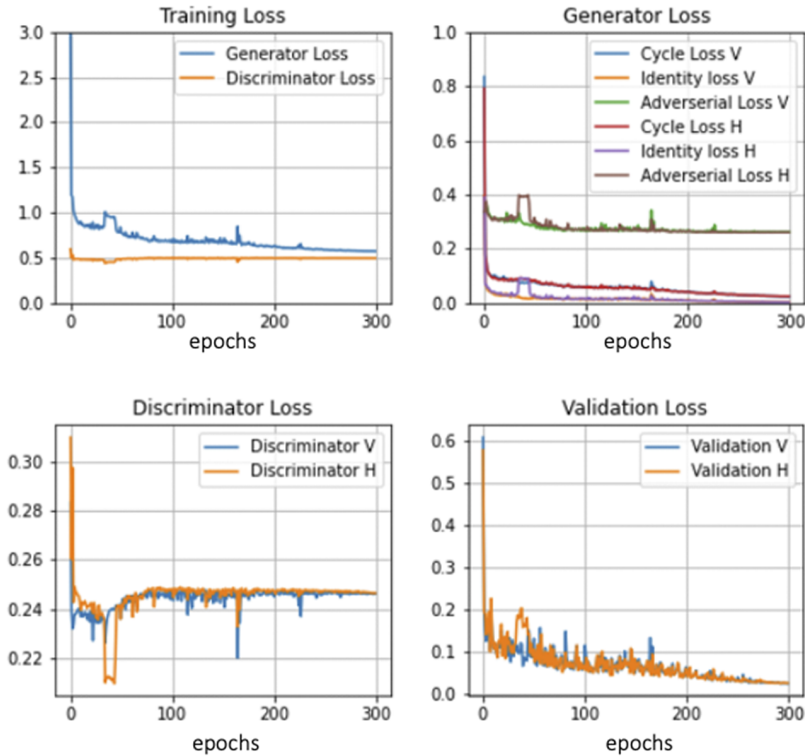 Training Loss
3.0
2.5
2.0
1.5
1.0
0.5
0.0
Generator Loss
Discriminator Loss
0 100 200 300
epochs
Generator Loss
1.0
0.8
0.6
0.4
0.2
0.0
Cycle Loss V
Identity loss V
Adverserial Loss V
Cycle Loss H
Identity loss H
Adverserial Loss H
0 100 200 300
epochs
Discriminator Loss
0.30
0.28
0.26
0.24
0.22
Discriminator V
Discriminator H
0 100 200 300
epochs
Validation Loss
0.6
0.5
0.4
0.3
0.2
0.1
0.0
Validation V
Validation H
0 100 200 300
epochs